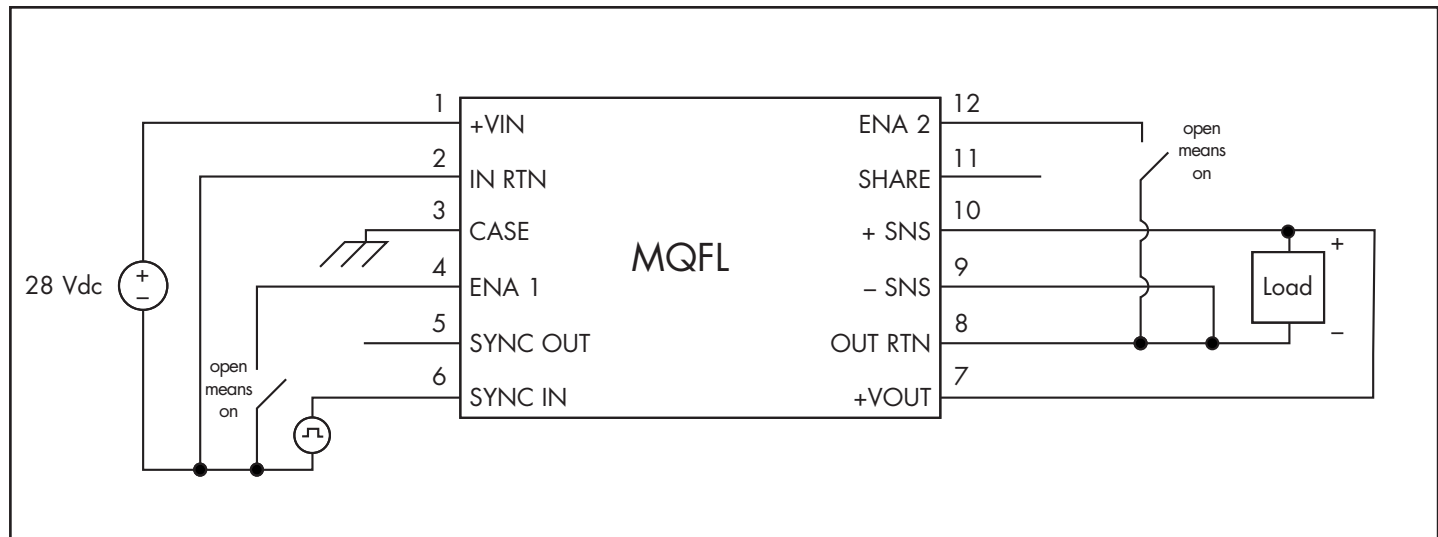 28 Vdc
+
–
1
+VIN
2
IN RTN
3
CASE
4
ENA 1
5
SYNC OUT
6
SYNC IN
open
means
on
MQFL
12
ENA 2
11
SHARE
10
+ SNS
9
– SNS
8
OUT RTN
7
+VOUT
open
means
on
+
Load
–